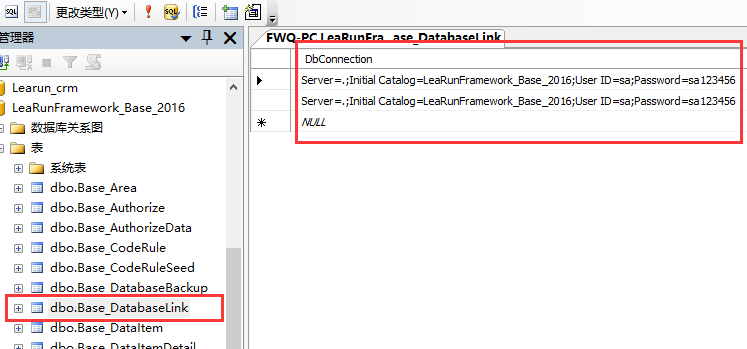 SQL
更改类型(Y)
SQL
管理器
Learun_crm
LeaRunFramework_Base_2016
数据库关系图
表
系统表
dbo.Base_Area
dbo.Base_Authorize
dbo.Base_AuthorizeData
dbo.Base_CodeRule
dbo.Base_CodeRuleSeed
dbo.Base_DatabaseBackup
dbo.Base_DatabaseLink
dbo.Base_DataItem
dbo.Base_DataItemDetail
FWQ-PC.LeaRunFra...ase_DatabaseLink
DbConnection
Server=.;Initial Catalog=LeaRunFramework_Base_2016;User ID=sa;Password=sa123456
Server=.;Initial Catalog=LeaRunFramework_Base_2016;User ID=sa;Password=sa123456
NULL